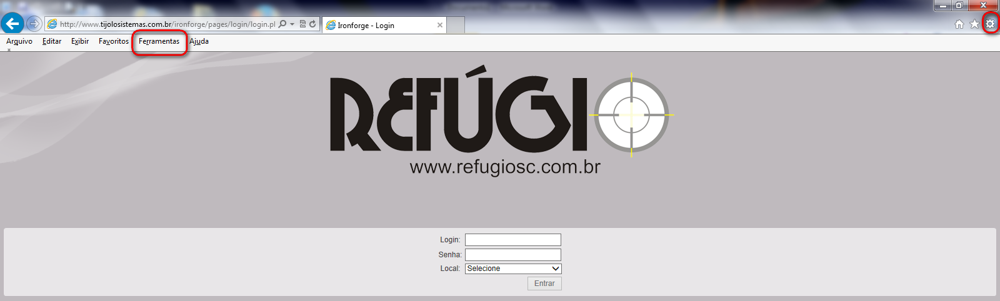 http://www.tijolosistemas.com.br/ironforge/pages/login/login.pl
Ironforge - Login
Arquivo Editar Exibir Favoritos Ferramentas Ajuda
REFÚGIO
www.refugiosc.com.br
Login:
Senha:
Local: Selecione
Entrar